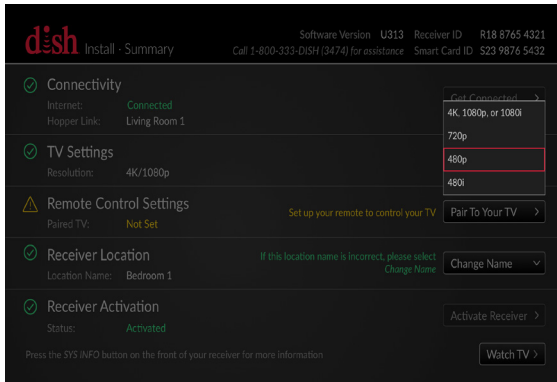 dish Install - Summary
Software Version U313 Receiver ID R18 8765 4321
Call 1-800-333-DISH (3474) for assistance Smart Card ID S23 9876 5432
Connectivity
Internet: Connected
Hopper Link: Living Room 1
Get Connected >
4K, 1080p, or 1080i
720p
480p
480i
TV Settings
Resolution: 4K/1080p
Remote Control Settings
Paired TV: Not Set
Set up your remote to control your TV
Pair To Your TV >
Receiver Location
Location Name: Bedroom 1
If this location name is incorrect, please select
Change Name
Change Name
Receiver Activation
Status: Activated
Activate Receiver >
Press the SYS INFO button on the front of your receiver for more information
Watch TV >